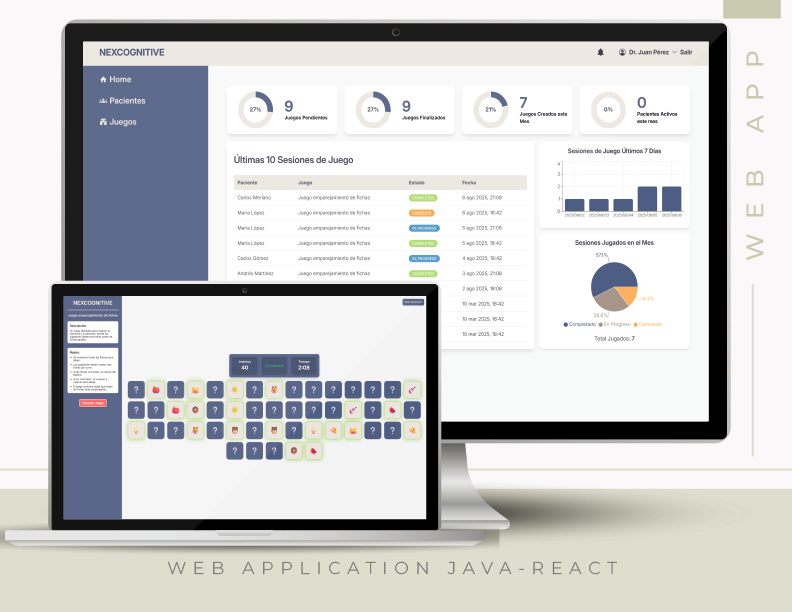 NEXCOGNITIVE
Dr. Juan Pérez
Salir
Home
Pacientes
Juegos
27%
9
Juegos Pendientes
27%
9
Juegos Finalizados
21%
7
Juegos Creados este
Mes
0%
0
Pacientes Activos
este mes
Últimas 10 Sesiones de Juego
Paciente Juego Estado Fecha
Carlos Meriano Juego emparejamiento de fichas COMPLETED 6 ago 2025, 21:08
Maria López Juego emparejamiento de fichas 6 ago 2025, 18:42
Maria López Juego emparejamiento de fichas IN_PROGRESS 5 ago 2025, 21:08
Maria López Juego emparejamiento de fichas COMPLETED 5 ago 2025, 18:42
Carlos Gómez Juego emparejamiento de fichas IN_PROGRESS 4 ago 2025, 18:42
Andrés Martínez Juego emparejamiento de fichas COMPLETED 3 ago 2025, 21:08
2 ago 2025, 19:08
10 mar 2025, 18:42
10 mar 2025, 18:42
10 mar 2025, 18:42
Sesiones de Juego Últimos 7 Días
4
3
2
1
0
Sesiones Jugados en el Mes
57.1%
14.3%
28.6%
Completado En Progreso Cancelado
Total Jugados: 7
NEXCOGNITIVE
Juego emparejamiento de fichas
Descripción:
Reglas:
Intentos
40
Tiempo
2:08
? ? ? ? ? ? ? ? ? ?
? ? ? ? ? ? ? ? ? ?
? ? ? ? ? ? ?
? ? ?
WEB APP
WEB APPLICATION JAVA-REACT